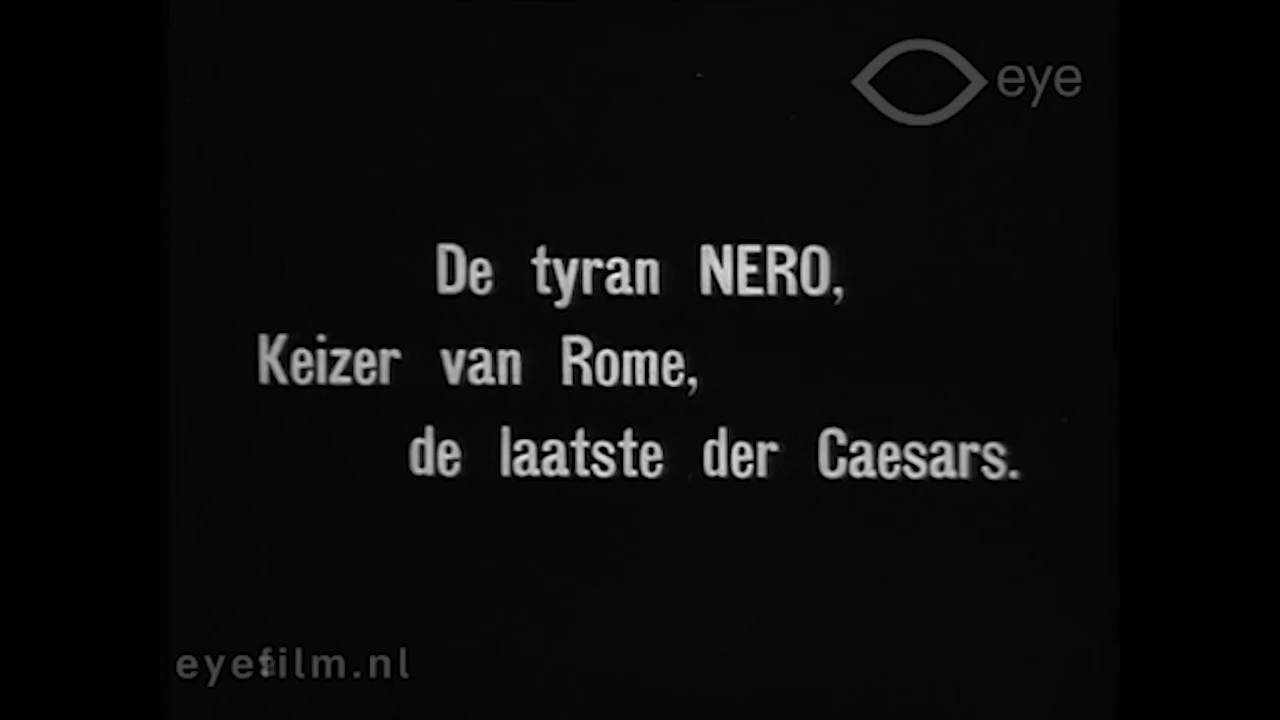 eye
De tyran NERO,
Keizer van Rome,
de laatste der Caesars.
eyefilm.nl